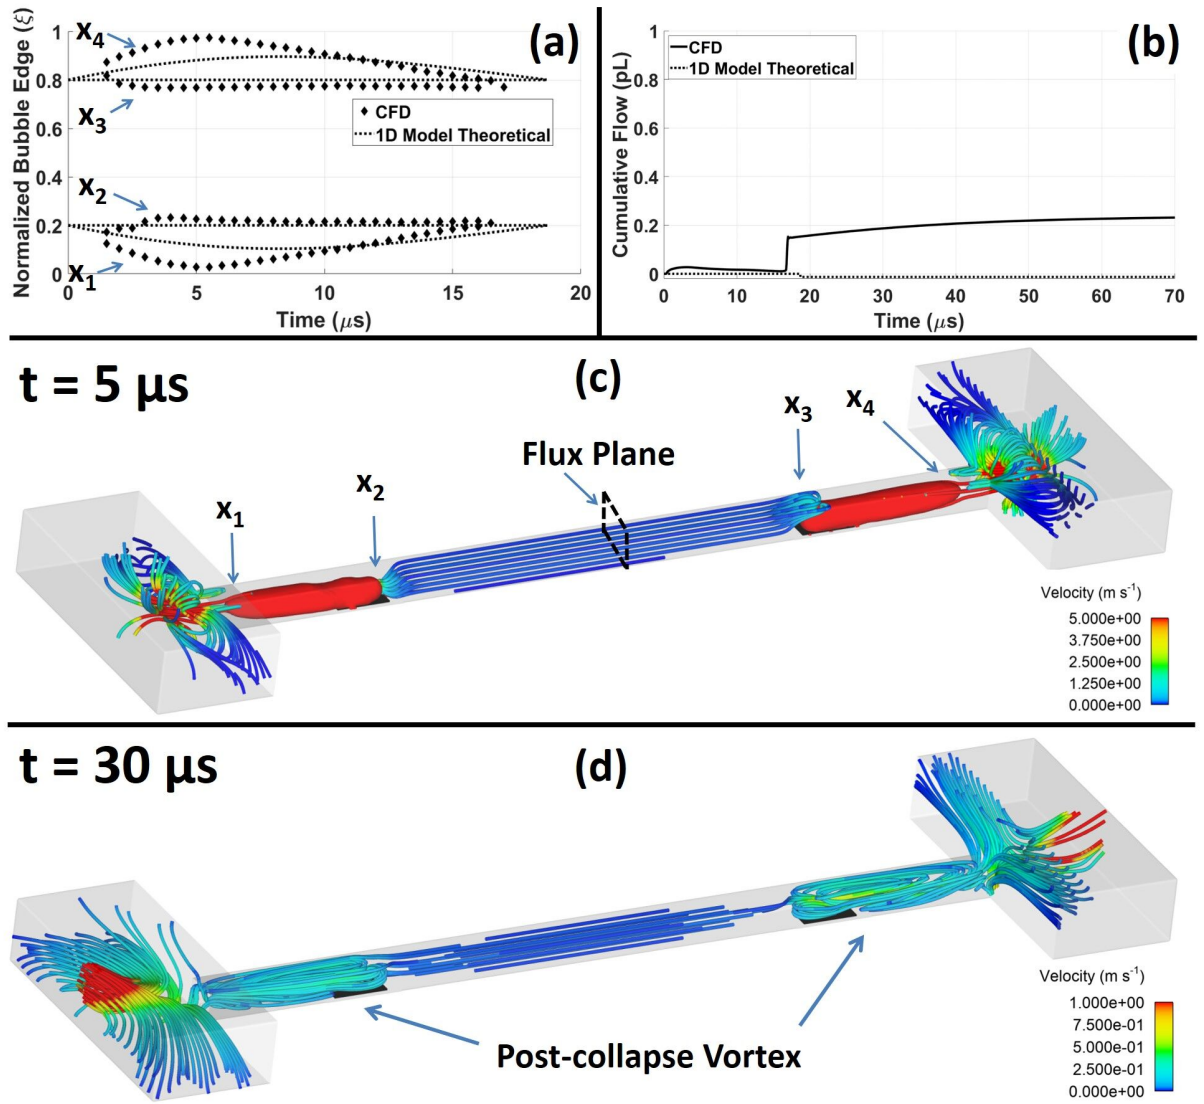 (a)
Normalized Bubble Edge (ξ)
1
0.8
0.6
0.4
0.2
0
x4
x3
x2
x1
CFD
1D Model Theoretical
0 5 10 15 20
Time (μs)
(b)
Cumulative Flow (pL)
1
0.8
0.6
0.4
0.2
0
CFD
1D Model Theoretical
0 10 20 30 40 50 60 70
Time (μs)
t = 5 μs
(c)
x1
x2
Flux Plane
x3
x4
Velocity (m s⁻¹)
5.000e+00
3.750e+00
2.500e+00
1.250e+00
0.000e+00
t = 30 μs
(d)
Post-collapse Vortex
Velocity (m s⁻¹)
1.000e+00
7.500e-01
5.000e-01
2.500e-01
0.000e+00